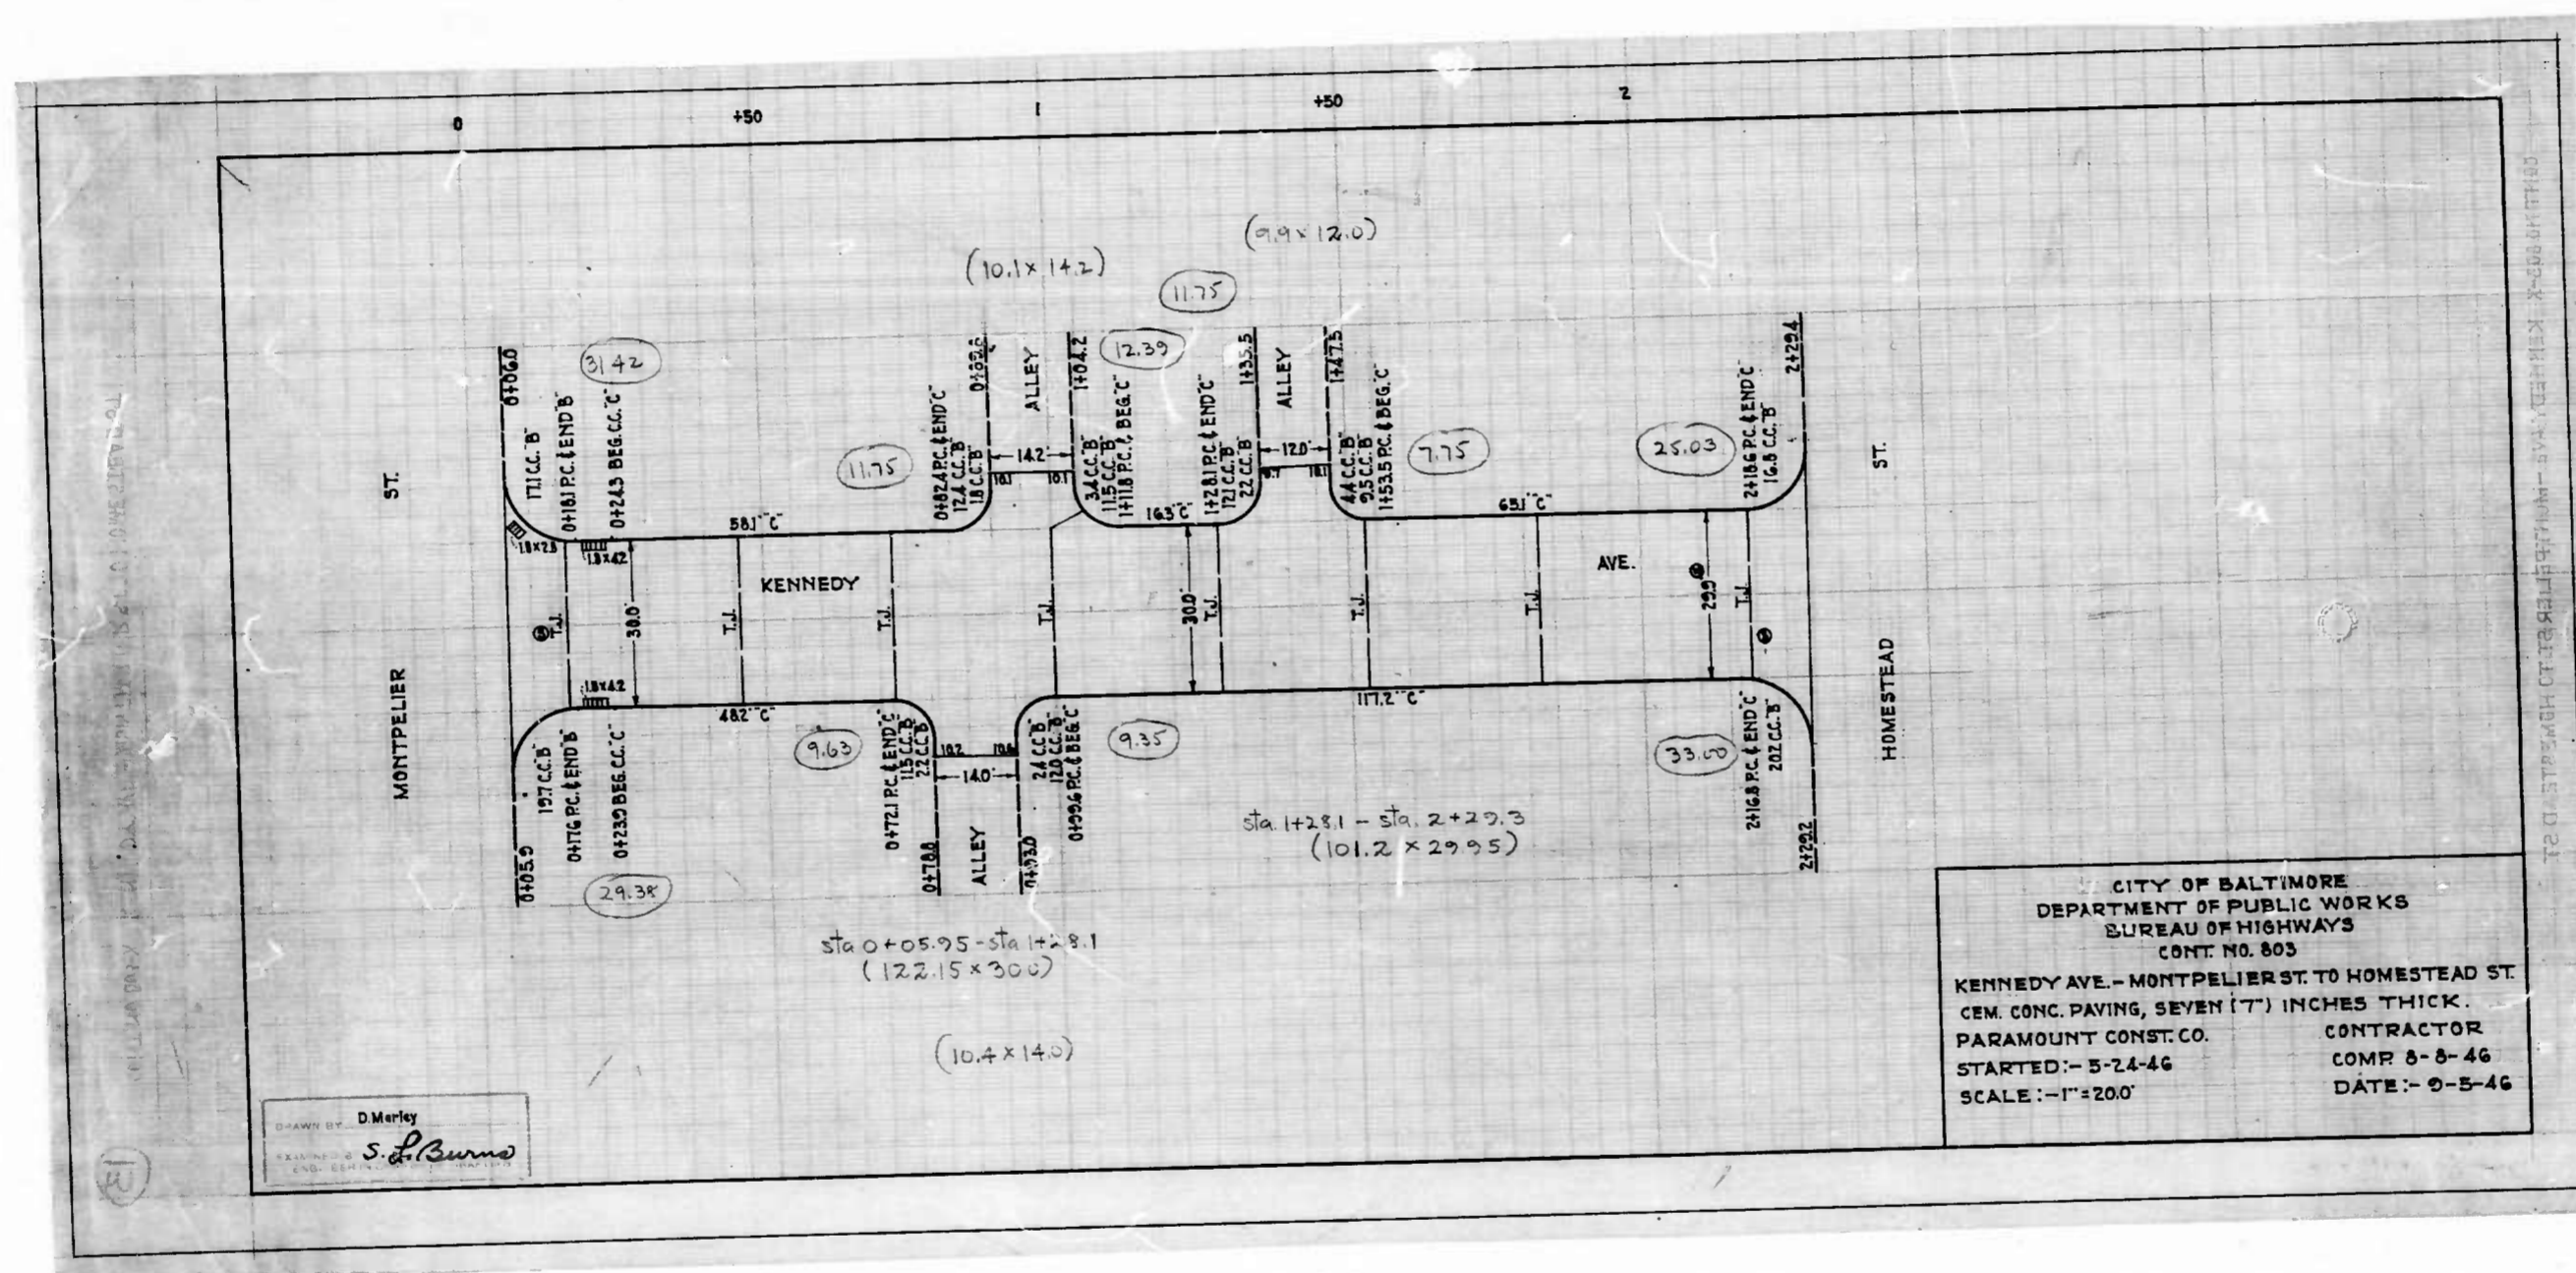 0
+50
1
+50
2
(9.9 x 12.0)
(10.1 x 14.2)
11.75
12.39
31 42
11.75
7.75
25.03
0+06.0
17.1 C.C. "B"
0+18.1 P.C. & END "B"
0+24.3 BEG. C.C. "C"
0+82.4 P.C. & END "C"
12.4 C.C. "B"
1.8 C.C. "B"
ALLEY
14.2'
10.1
10.1
1+04.2
3.4 C.C. "B"
11.5 C.C. "B"
1+11.8 P.C. & BEG. "C"
1+28.1 P.C. & END "C"
12.1 C.C. "B"
2.2 C.C. "B"
1+35.5
ALLEY
12.0'
1+47.5
4.4 C.C. "B"
9.5 C.C. "B"
1+53.5 P.C. & BEG. "C"
2+18.6 P.C. & END "C"
16.8 C.C. "B"
2+29.4
ST.
ST.
1.8 x 2.8
1.8 x 4.2
58.1' "C"
16.3' "C"
65.1' "C"
KENNEDY
AVE.
T.J.
30.0'
T.J.
T.J.
T.J.
30.0'
T.J.
T.J.
T.J.
29.9'
T.J.
MONTPELIER
HOMESTEAD
1.8 x 4.2
48.2' "C"
117.2' "C"
0+05.9
19.7 C.C. "B"
0+17.6 P.C. & END "B"
0+23.9 BEG. C.C. "C"
29.38
9.63
0+72.1 P.C. & END "C"
11.5 C.C. "B"
2.2 C.C. "B"
0+78.8
10.2
14.0'
ALLEY
0+93.0
2.4 C.C. "B"
12.0 C.C. "B"
0+99.6 P.C. & BEG. "C"
9.35
33.00
2+16.8 P.C. & END "C"
20.2 C.C. "B"
2+29.2
sta. 1+28.1 - sta. 2+29.3
(101.2 x 29.95)
sta 0+05.95 - sta 1+28.1
(122.15 x 30.0)
(10.4 x 14.0)
CITY OF BALTIMORE
DEPARTMENT OF PUBLIC WORKS
BUREAU OF HIGHWAYS
CONT. NO. 803
KENNEDY AVE. - MONTPELIER ST. TO HOMESTEAD ST.
CEM. CONC. PAVING, SEVEN (7") INCHES THICK.
PARAMOUNT CONST. CO. CONTRACTOR
STARTED:- 5-24-46 COMP. 8-8-46
SCALE:- 1" = 20.0' DATE:- 9-5-46
DRAWN BY D. Marley
S. L. Burns
13